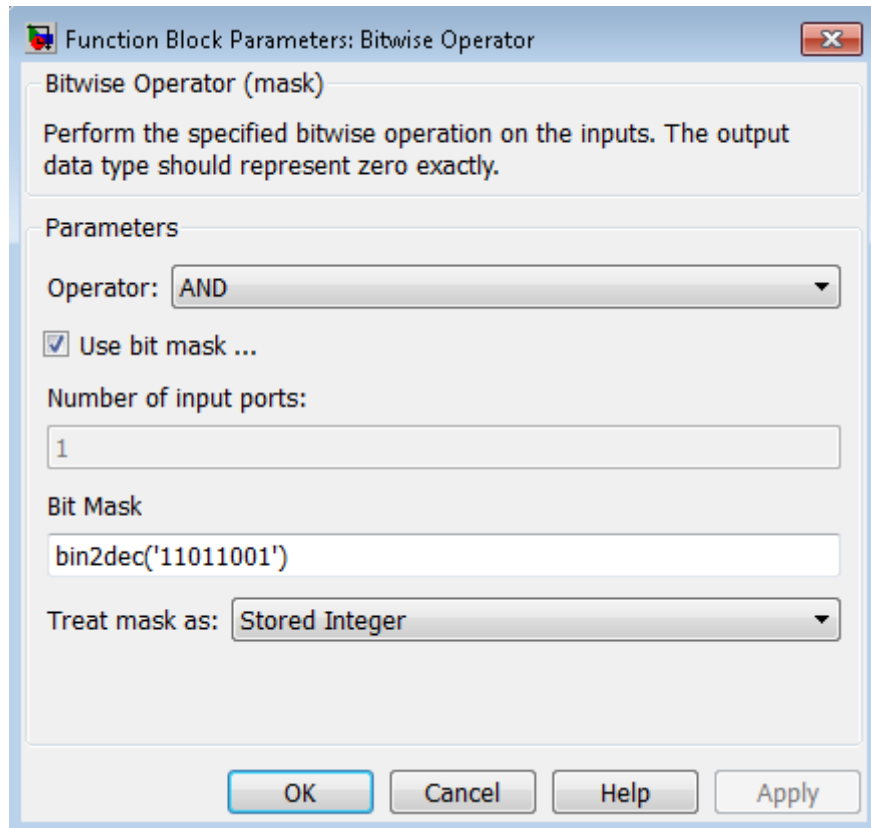 Function Block Parameters: Bitwise Operator
Bitwise Operator (mask)
Perform the specified bitwise operation on the inputs. The output
data type should represent zero exactly.
Parameters
Operator: AND
Use bit mask ...
Number of input ports:
1
Bit Mask
bin2dec('11011001')
Treat mask as: Stored Integer
OK Cancel Help Apply